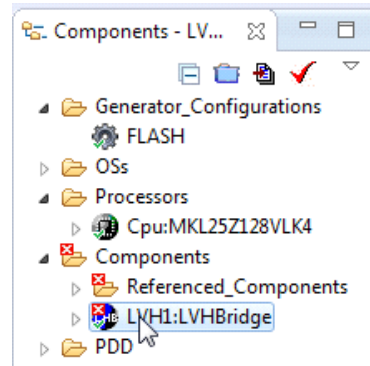 Components - LV...
Generator_Configurations
FLASH
OSs
Processors
Cpu:MKL25Z128VLK4
Components
Referenced_Components
LVH1:LVHBridge
PDD